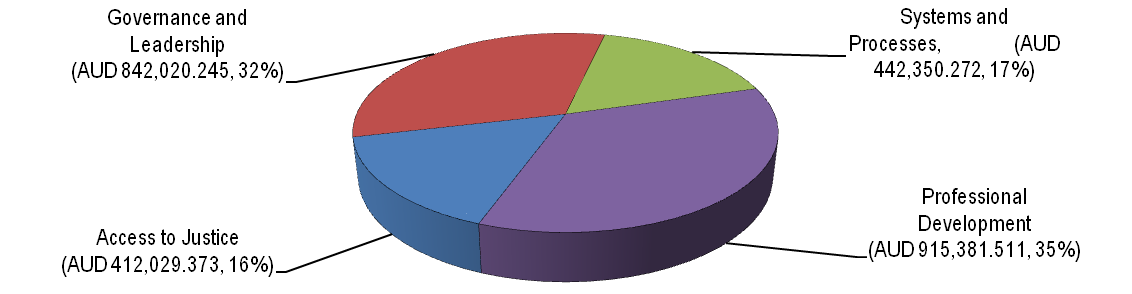 Governance and
Leadership
(AUD 842,020.245, 32%)
Systems and
Processes, (AUD
442,350.272, 17%)
Access to Justice
(AUD 412,029.373, 16%)
Professional
Development
(AUD 915,381.511, 35%)